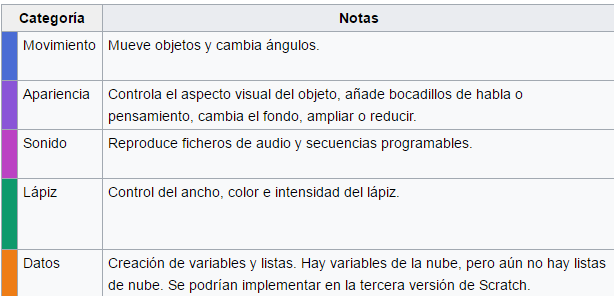 Categoría Notas
Movimiento Mueve objetos y cambia ángulos.
Apariencia Controla el aspecto visual del objeto, añade bocadillos de habla o
pensamiento, cambia el fondo, ampliar o reducir.
Sonido Reproduce ficheros de audio y secuencias programables.
Lápiz Control del ancho, color e intensidad del lápiz.
Datos Creación de variables y listas. Hay variables de la nube, pero aún no hay listas
de nube. Se podrían implementar en la tercera versión de Scratch.